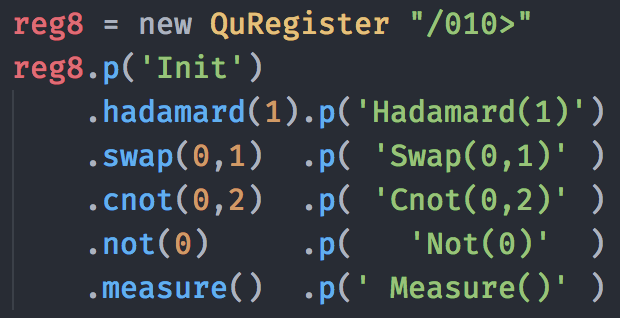 reg8 = new QuRegister "/010>"
reg8.p('Init')
    .hadamard(1).p('Hadamard(1)')
    .swap(0,1)  .p( 'Swap(0,1)' )
    .cnot(0,2)  .p( 'Cnot(0,2)' )
    .not(0)     .p(   'Not(0)'  )
    .measure()  .p(' Measure()' )